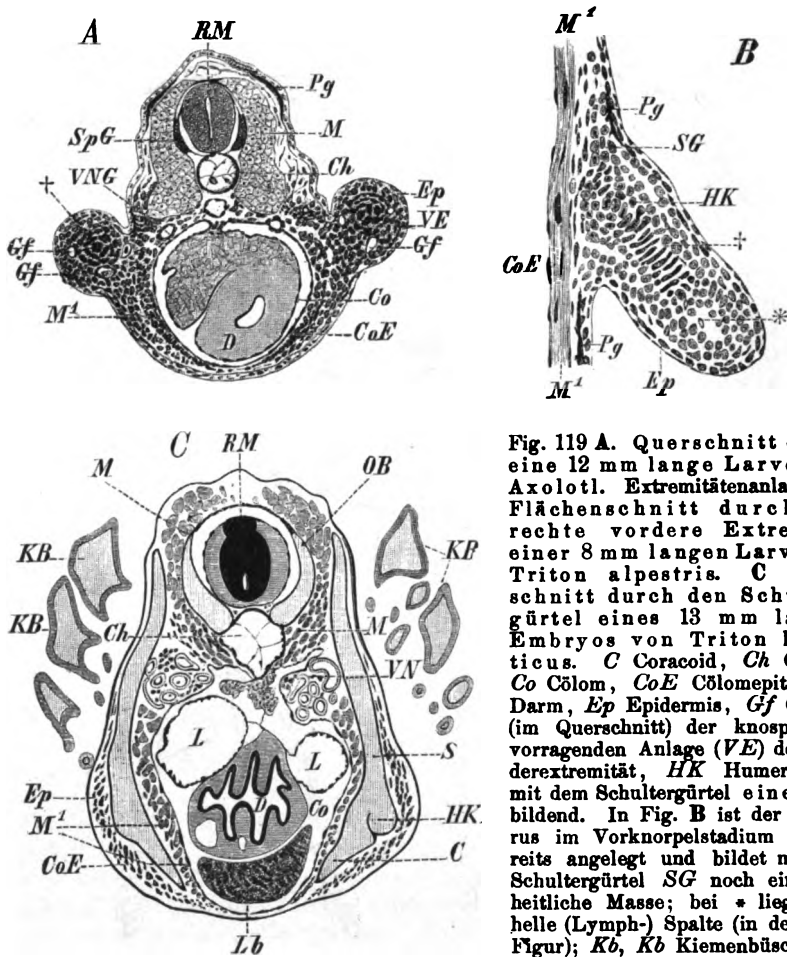 A
RM
Pg
SpG
M
VNG
Ch
†
Ep
VE
Gf
Gf
Gf
M¹
Co
CoE
D
M¹
B
Pg
SG
HK
†
CoE
*
Pg
Ep
M¹
C
RM
M
OB
KB
KB
KB
Ch
M
VN
L
L
S
D
Co
Ep
HK
M¹
C
CoE
Lb
Fig. 119 A. Querschnitt
eine 12 mm lange Larv
Axolotl. Extremitätenanla
Flächenschnitt durch
rechte vordere Extre
einer 8 mm langen Larv
Triton alpestris. C
schnitt durch den Schu
gürtel eines 13 mm la
Embryos von Triton
ticus. C Coracoid, Ch
Co Cölom, CoE Cölomepit
Darm, Ep Epidermis, Gf
(im Querschnitt) der knosp
vorragenden Anlage (VE) de
derextremität, HK Humer
mit dem Schultergürtel eine
bildend. In Fig. B ist der
rus im Vorknorpelstadium
reits angelegt und bildet m
Schultergürtel SG noch ein
heitliche Masse; bei * lieg
helle (Lymph-) Spalte (in de
Figur); Kb, Kb Kiemenbüsc